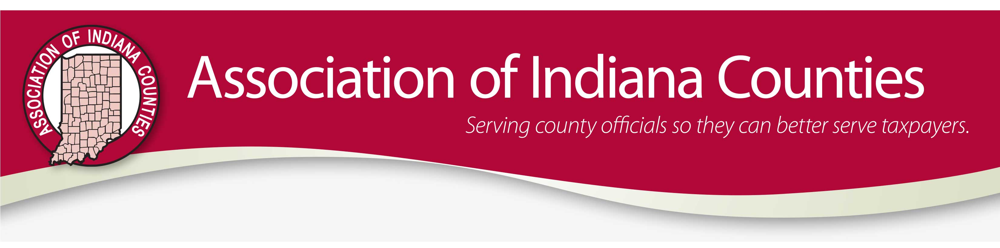 ASSOCIATION OF INDIANA COUNTIES
Association of Indiana Counties
Serving county officials so they can better serve taxpayers.